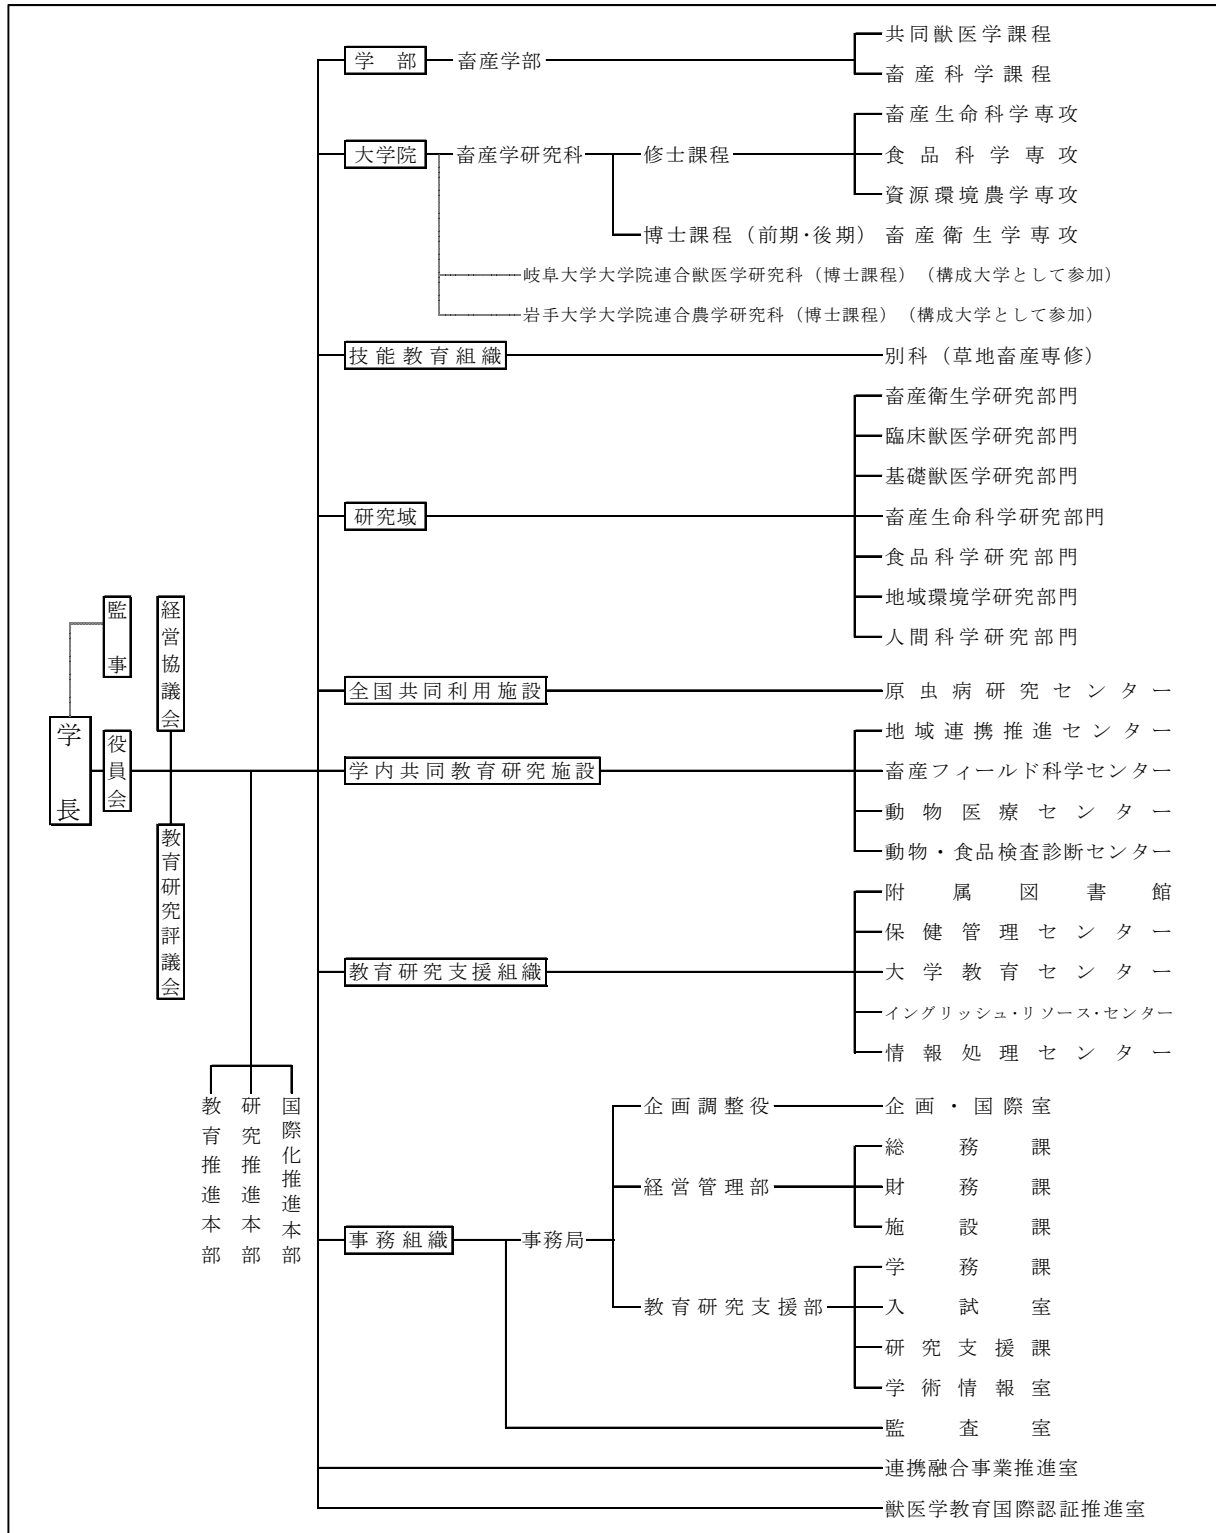 学部
畜産学部
共同獣医学課程
畜産科学課程
大学院
畜産学研究科
修士課程
畜産生命科学専攻
食品科学専攻
資源環境農学専攻
博士課程（前期・後期）
畜産衛生学専攻
岐阜大学大学院連合獣医学研究科（博士課程）（構成大学として参加）
岩手大学大学院連合農学研究科（博士課程）（構成大学として参加）
技能教育組織
別科（草地畜産専修）
研究域
畜産衛生学研究部門
臨床獣医学研究部門
基礎獣医学研究部門
畜産生命科学研究部門
食品科学研究部門
地域環境学研究部門
人間科学研究部門
監事
経営協議会
学長
役員会
教育研究評議会
教育推進本部
研究推進本部
国際化推進本部
全国共同利用施設
原虫病研究センター
学内共同教育研究施設
地域連携推進センター
畜産フィールド科学センター
動物医療センター
動物・食品検査診断センター
教育研究支援組織
附属図書館
保健管理センター
大学教育センター
イングリッシュ・リソース・センター
情報処理センター
事務組織
事務局
企画調整役
企画・国際室
経営管理部
総務課
財務課
施設課
教育研究支援部
学務課
入試室
研究支援課
学術情報室
監査室
連携融合事業推進室
獣医学教育国際認証推進室